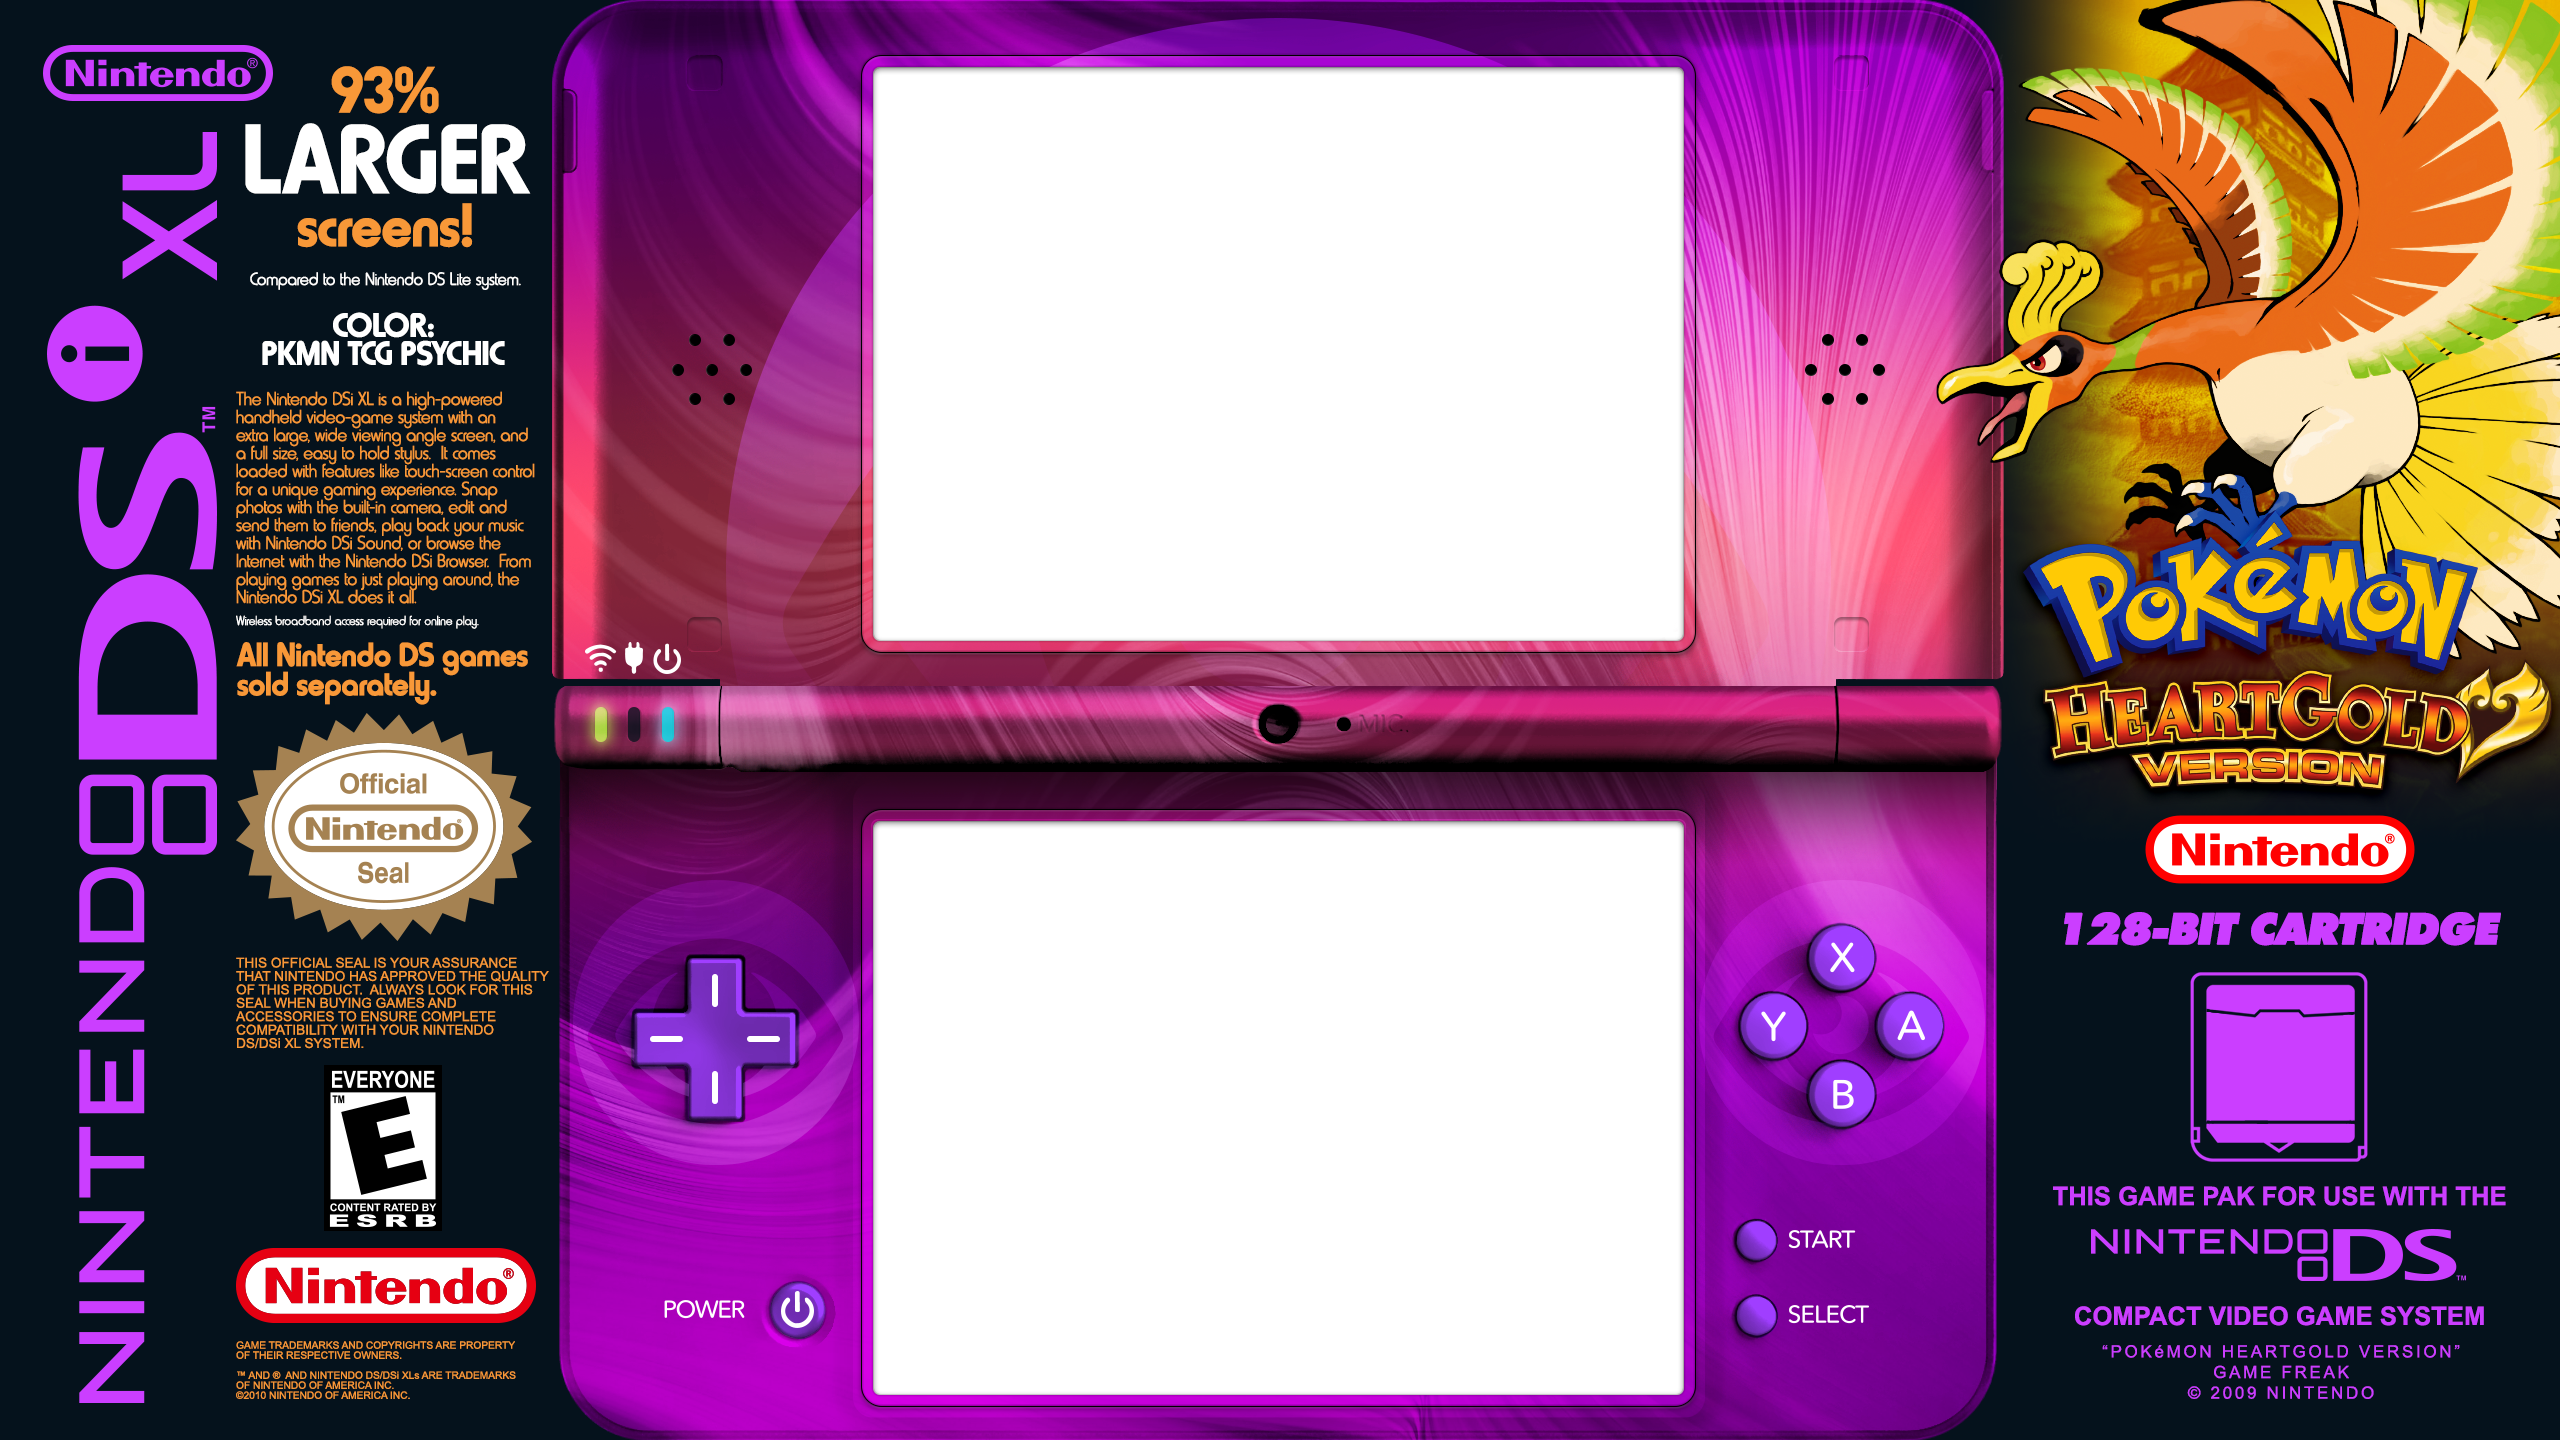 Nintendo®
NINTENDO DSi XL
TM
93%
LARGER
screens!
Compared to the Nintendo DS Lite system.
COLOR:
PKMN TCG PSYCHIC
The Nintendo DSi XL is a high-powered
handheld video-game system with an
extra large, wide viewing angle screen, and
a full size, easy to hold stylus. It comes
loaded with features like touch-screen control
for a unique gaming experience. Snap
photos with the built-in camera, edit and
send them to friends, play back your music
with Nintendo DSi Sound, or browse the
Internet with the Nintendo DSi Browser. From
playing games to just playing around, the
Nintendo DSi XL does it all.
Wireless broadband access required for online play.
All Nintendo DS games
sold separately.
Official
Nintendo®
Seal
THIS OFFICIAL SEAL IS YOUR ASSURANCE
THAT NINTENDO HAS APPROVED THE QUALITY
OF THIS PRODUCT. ALWAYS LOOK FOR THIS
SEAL WHEN BUYING GAMES AND
ACCESSORIES TO ENSURE COMPLETE
COMPATIBILITY WITH YOUR NINTENDO
DS/DSi XL SYSTEM.
EVERYONE
TM
E
CONTENT RATED BY
ESRB
Nintendo®
GAME TRADEMARKS AND COPYRIGHTS ARE PROPERTY
OF THEIR RESPECTIVE OWNERS.
™ AND ® AND NINTENDO DS/DSi XLs ARE TRADEMARKS
OF NINTENDO OF AMERICA INC.
©2010 NINTENDO OF AMERICA INC.
MIC.
X
Y
A
B
START
SELECT
POWER
POKéMON
HEARTGOLD
VERSION
Nintendo®
128-BIT CARTRIDGE
THIS GAME PAK FOR USE WITH THE
NINTENDO DS™
COMPACT VIDEO GAME SYSTEM
“POKéMON HEARTGOLD VERSION”
GAME FREAK
© 2009 NINTENDO